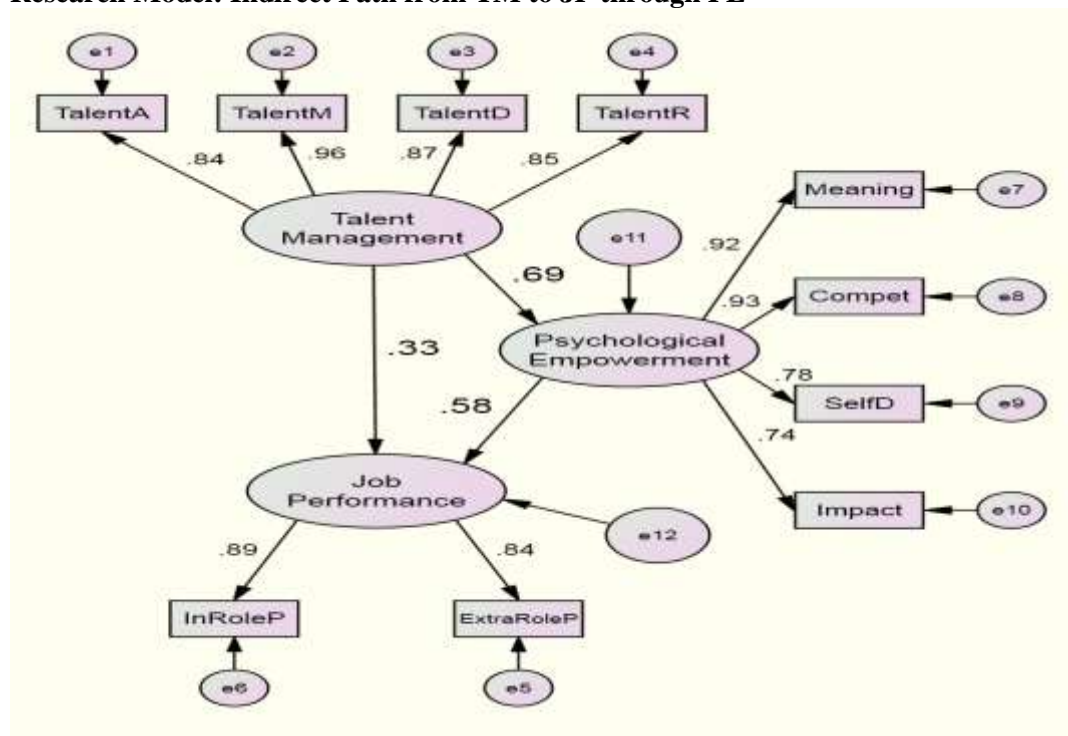 Research Model: Indirect Path from TM to JP through PE
e1 e2 e3 e4
TalentA TalentM TalentD TalentR
.84 .96 .87 .85
Meaning e7
Talent
Management
e11
.92
.69
.93 Compet e8
Psychological
Empowerment
.33
.78
SelfD e9
.58
.74
Job
Performance
Impact e10
e12
.89 .84
InRoleP ExtraRoleP
e6 e5